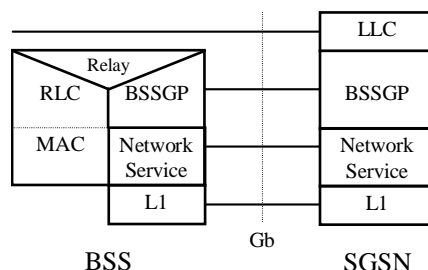 LLC
Relay
RLC
BSSGP
BSSGP
MAC
Network
Service
Network
Service
L1
L1
Gb
BSS
SGSN